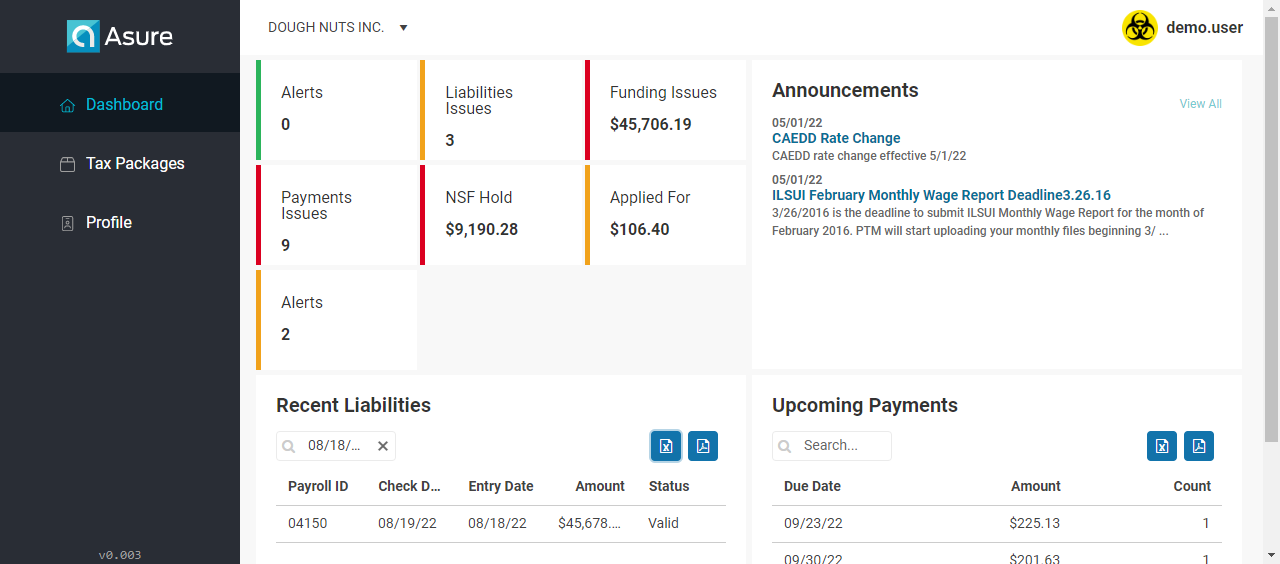 Asure
DOUGH NUTS INC.
demo.user
Dashboard
Tax Packages
Profile
v0.003
Alerts
0
Liabilities
Issues
3
Funding Issues
$45,706.19
Payments
Issues
9
NSF Hold
$9,190.28
Applied For
$106.40
Alerts
2
Announcements
View All
05/01/22
CAEDD Rate Change
CAEDD rate change effective 5/1/22
05/01/22
ILSUI February Monthly Wage Report Deadline3.26.16
3/26/2016 is the deadline to submit ILSUI Monthly Wage Report for the month of
February 2016. PTM will start uploading your monthly files beginning 3/ ...
Recent Liabilities
08/18/...
Payroll ID Check D... Entry Date Amount Status
04150 08/19/22 08/18/22 $45,678.... Valid
Upcoming Payments
Search...
Due Date Amount Count
09/23/22 $225.13 1
09/30/22 $201.63 1